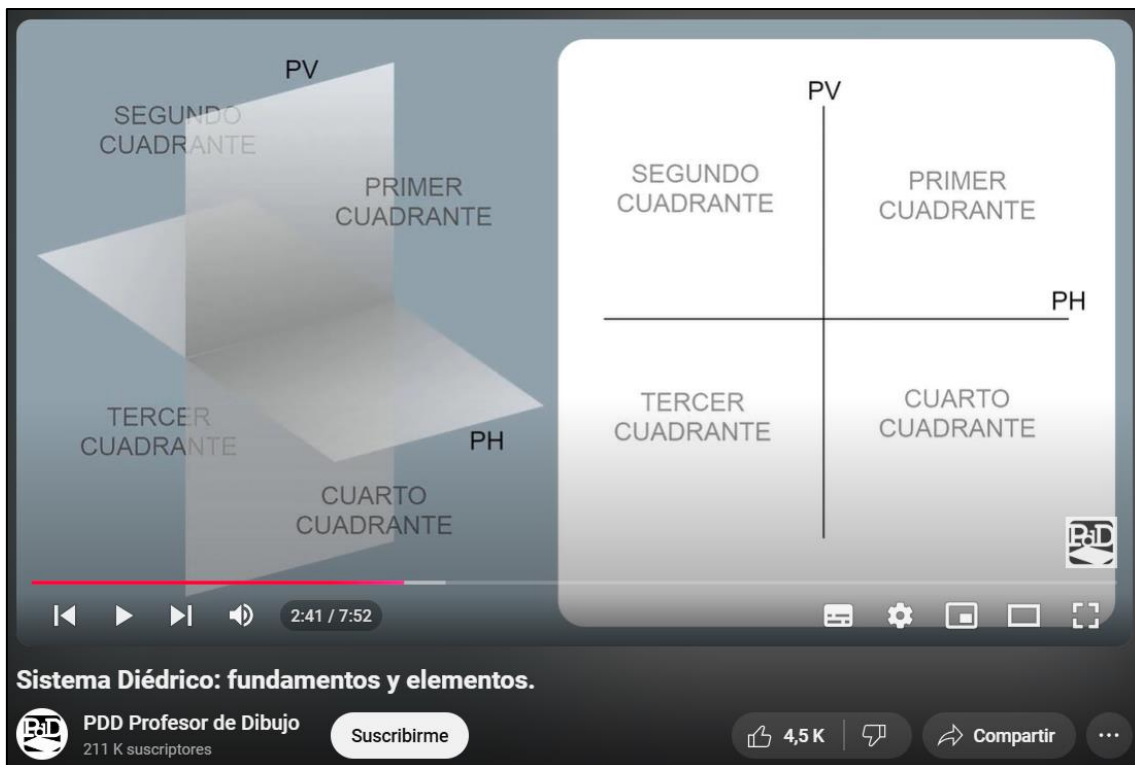 PV
SEGUNDO
CUADRANTE
PRIMER
CUADRANTE
TERCER
CUADRANTE
PH
CUARTO
CUADRANTE
PV
SEGUNDO
CUADRANTE
PRIMER
CUADRANTE
PH
TERCER
CUADRANTE
CUARTO
CUADRANTE
PdD
2:41 / 7:52
Sistema Diédrico: fundamentos y elementos.
PdD
PDD Profesor de Dibujo
211 K suscriptores
Suscribirme
4,5 K
Compartir